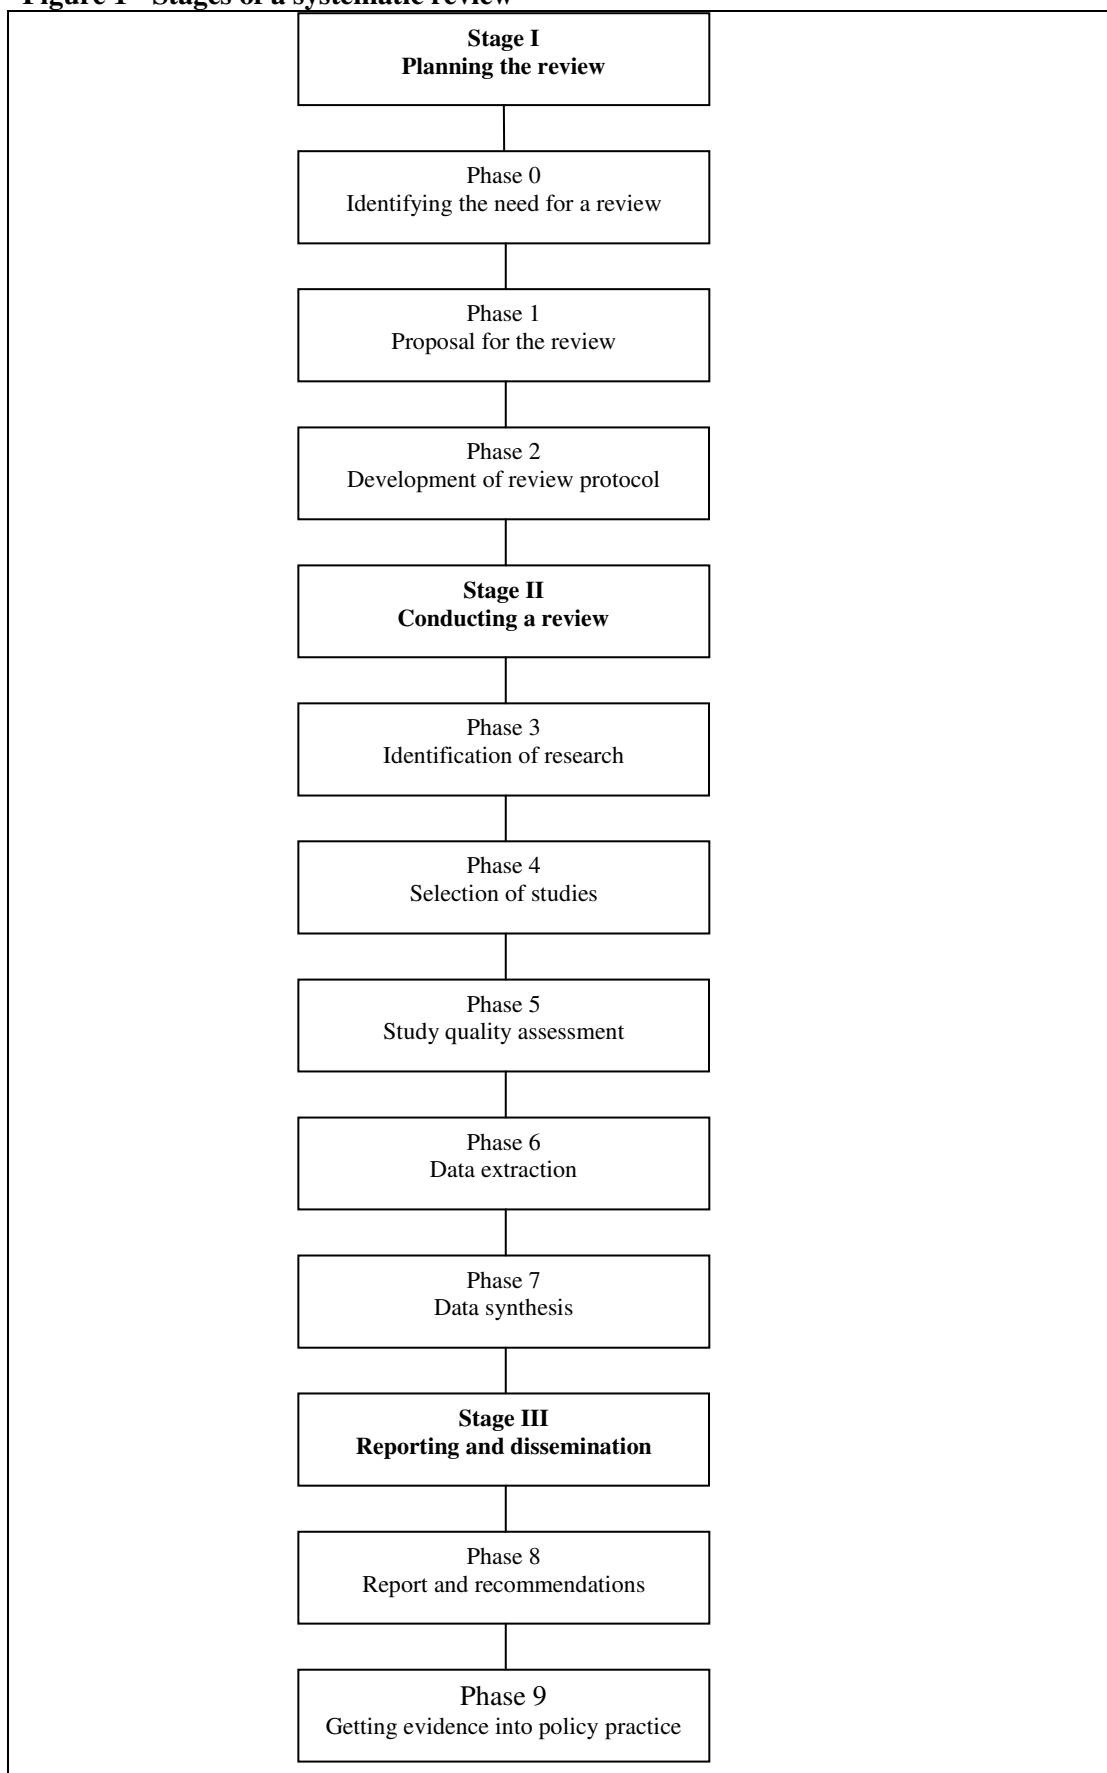 Figure 1 Stages of a systematic review
Stage I
Planning the review
Phase 0
Identifying the need for a review
Phase 1
Proposal for the review
Phase 2
Development of review protocol
Stage II
Conducting a review
Phase 3
Identification of research
Phase 4
Selection of studies
Phase 5
Study quality assessment
Phase 6
Data extraction
Phase 7
Data synthesis
Stage III
Reporting and dissemination
Phase 8
Report and recommendations
Phase 9
Getting evidence into policy practice